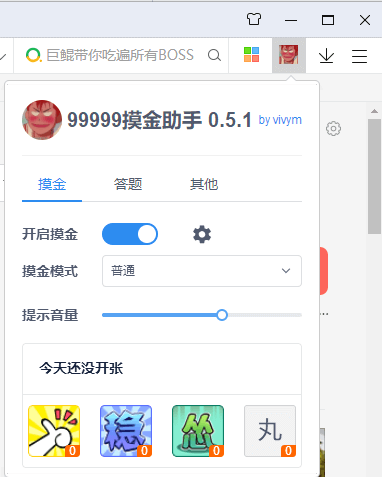 巨鲲带你吃遍所有BOSS
99999摸金助手 0.5.1 by vivym
摸金 答题 其他
开启摸金
摸金模式 普通
提示音量
今天还没开张
稳 怂 丸
0 0 0 0